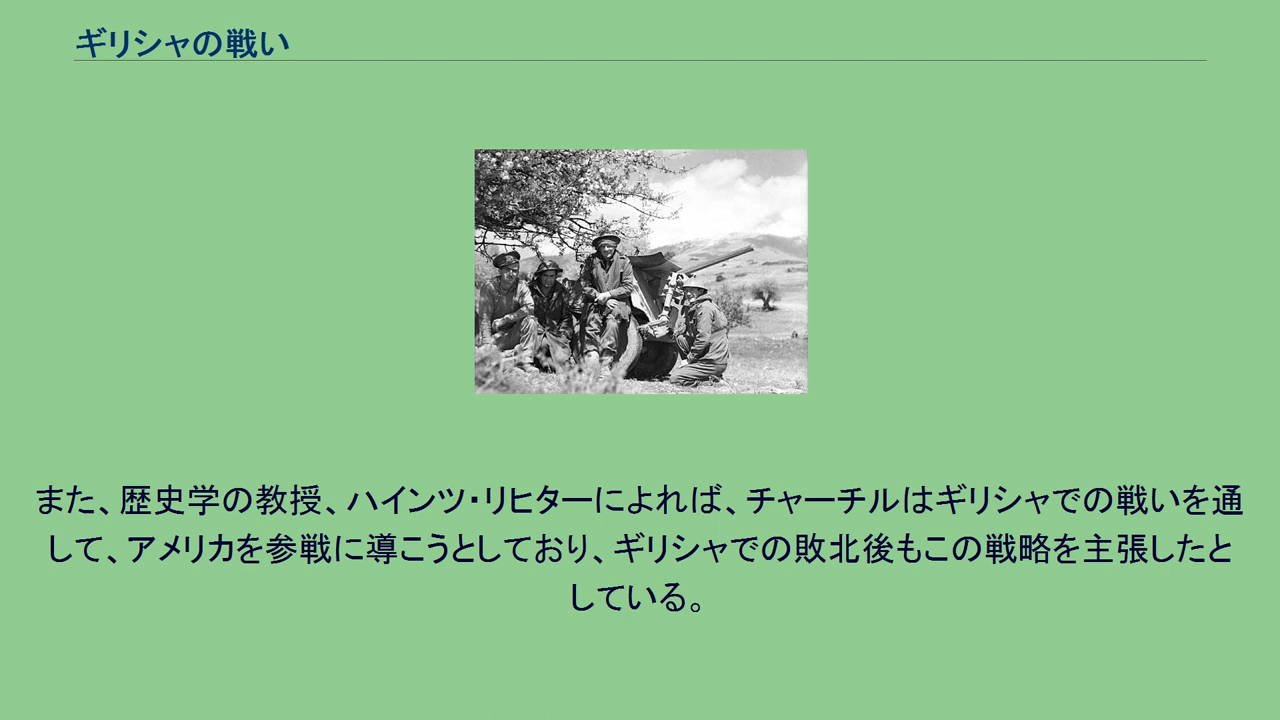 ギリシャの戦い
また、歴史学の教授、ハインツ・リヒターによれば、チャーチルはギリシャでの戦いを通
して、アメリカを参戦に導こうとしており、ギリシャでの敗北後もこの戦略を主張したと
している。